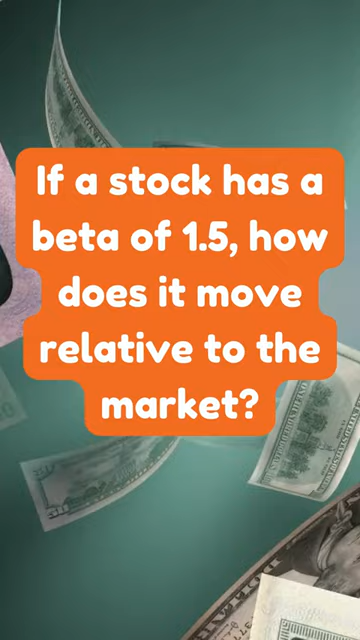 If a stock has a
beta of 1.5, how
does it move
relative to the
market?